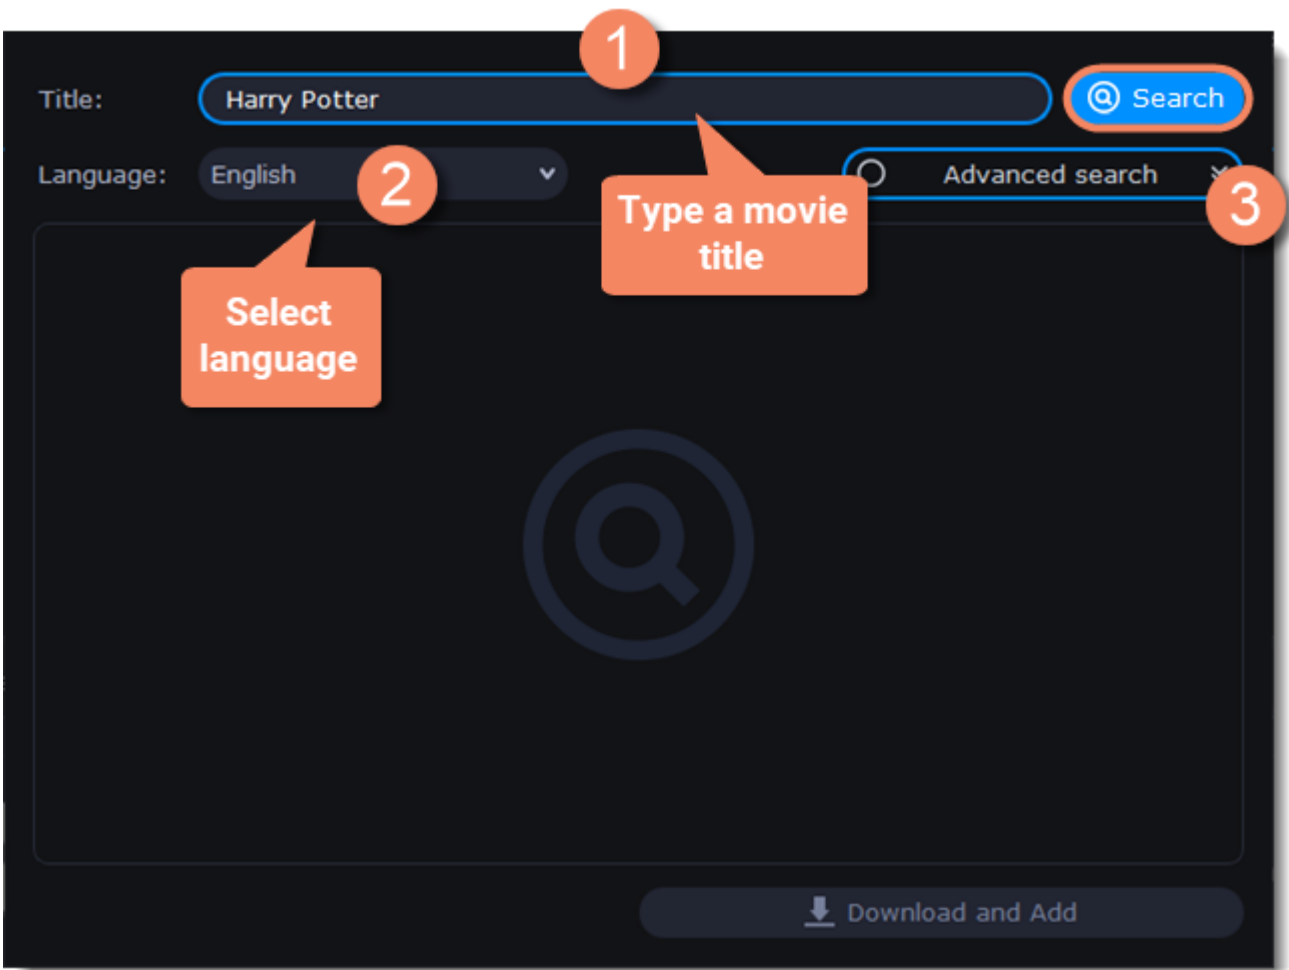 1
Title:
Harry Potter
Search
Language:
English
2
Advanced search
3
Type a movie
title
Select
language
Download and Add